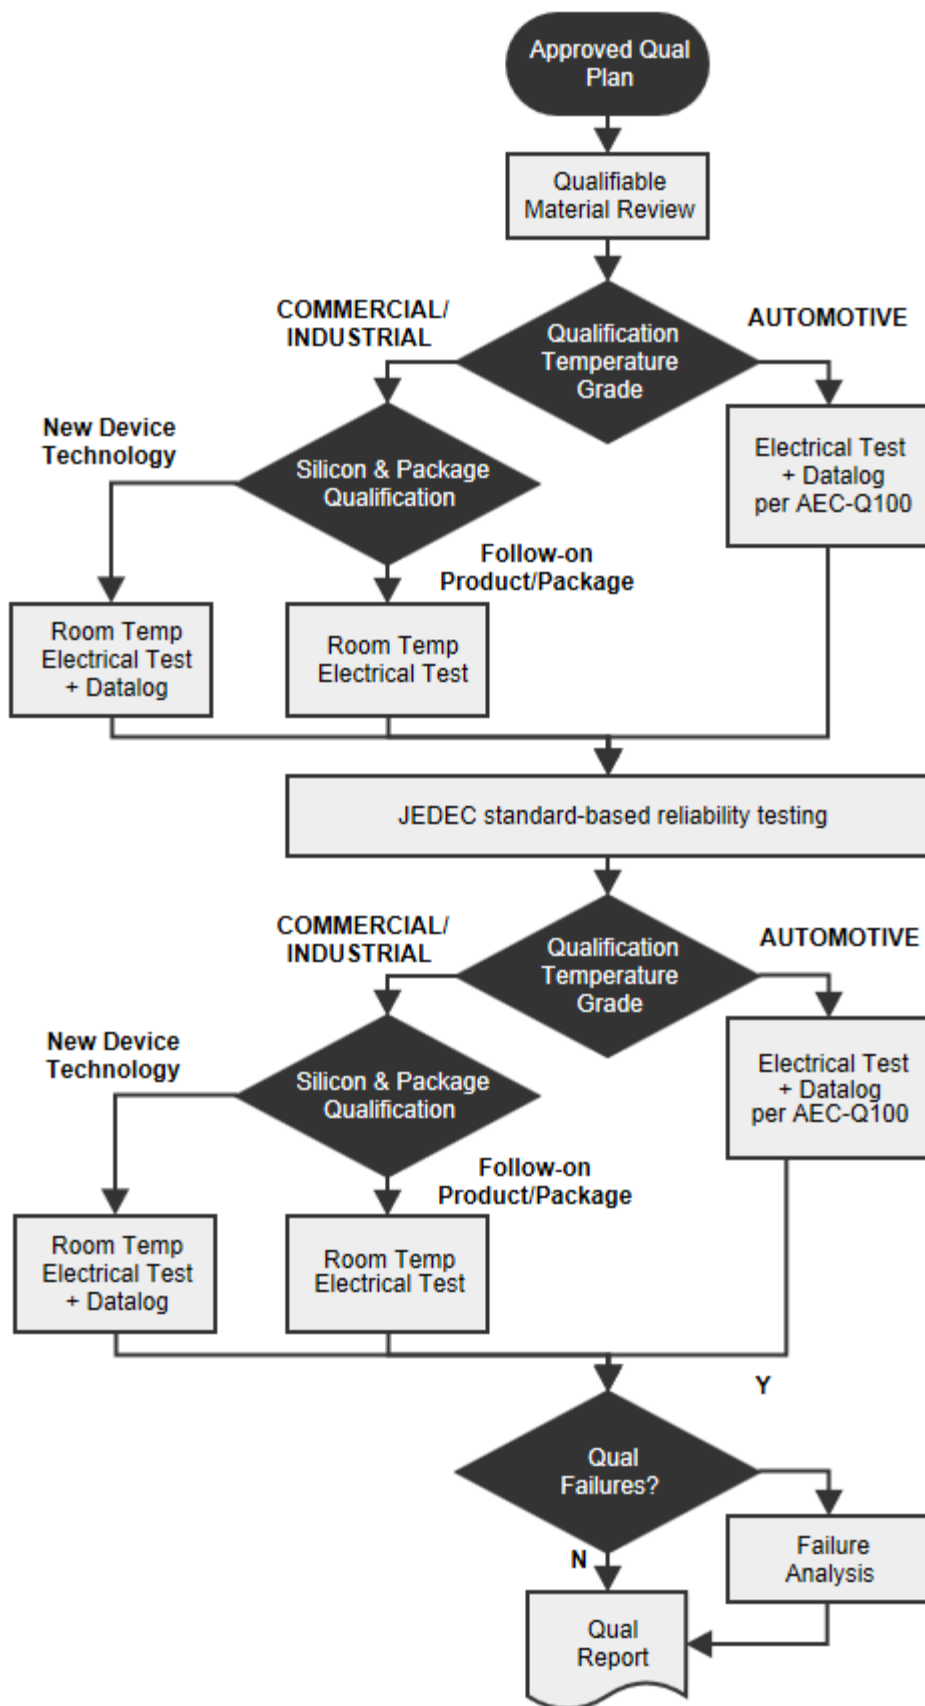 Approved Qual
Plan
Qualifiable
Material Review
COMMERCIAL/
INDUSTRIAL
Qualification
Temperature
Grade
AUTOMOTIVE
New Device
Technology
Silicon & Package
Qualification
Electrical Test
+ Datalog
per AEC-Q100
Follow-on
Product/Package
Room Temp
Electrical Test
+ Datalog
Room Temp
Electrical Test
JEDEC standard-based reliability testing
COMMERCIAL/
INDUSTRIAL
Qualification
Temperature
Grade
AUTOMOTIVE
New Device
Technology
Silicon & Package
Qualification
Electrical Test
+ Datalog
per AEC-Q100
Follow-on
Product/Package
Room Temp
Electrical Test
+ Datalog
Room Temp
Electrical Test
Y
Qual
Failures?
N
Failure
Analysis
Qual
Report